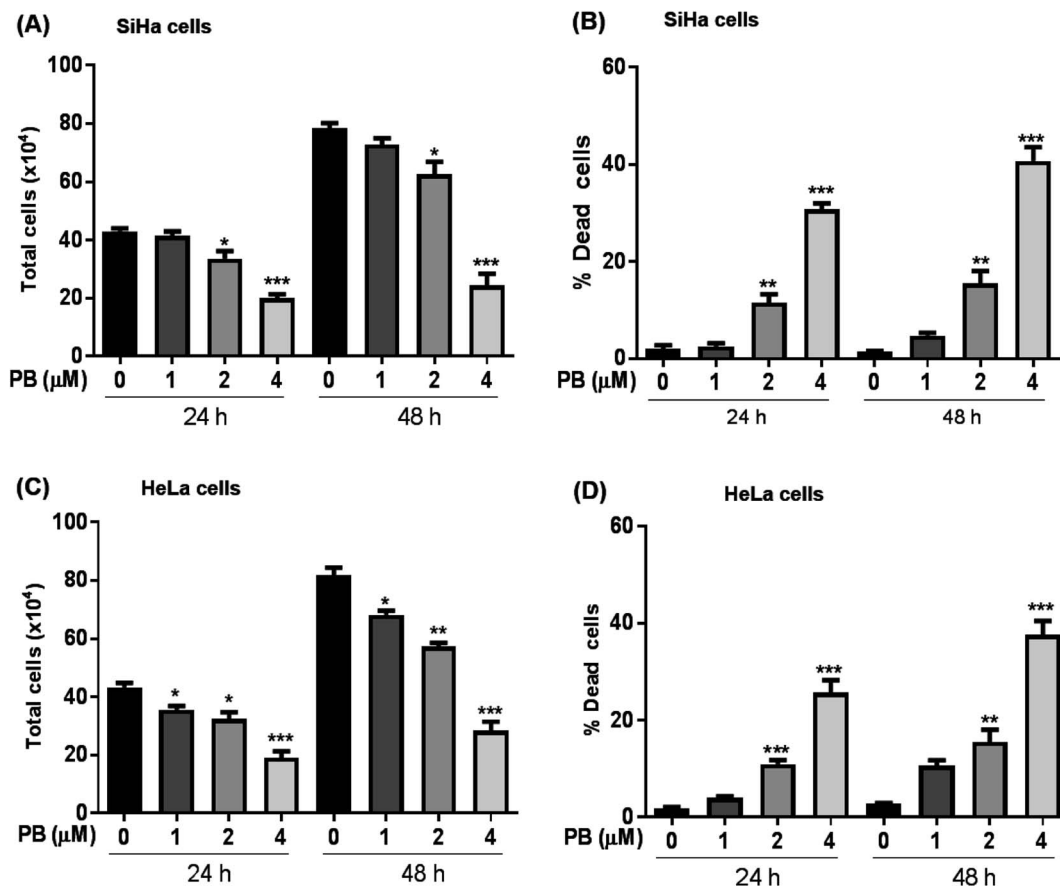 (A) SiHa cells
Total cells (x10⁴)
100
80
60
40
20
0
* *** * ***
PB (μM) 0 1 2 4 0 1 2 4
24 h 48 h
(B) SiHa cells
% Dead cells
60
40
20
0
** *** ** ***
PB (μM) 0 1 2 4 0 1 2 4
24 h 48 h
(C) HeLa cells
Total cells (x10⁴)
100
80
60
40
20
0
* * *** * ** ***
PB (μM) 0 1 2 4 0 1 2 4
24 h 48 h
(D) HeLa cells
% Dead cells
60
40
20
0
*** *** ** ***
PB (μM) 0 1 2 4 0 1 2 4
24 h 48 h